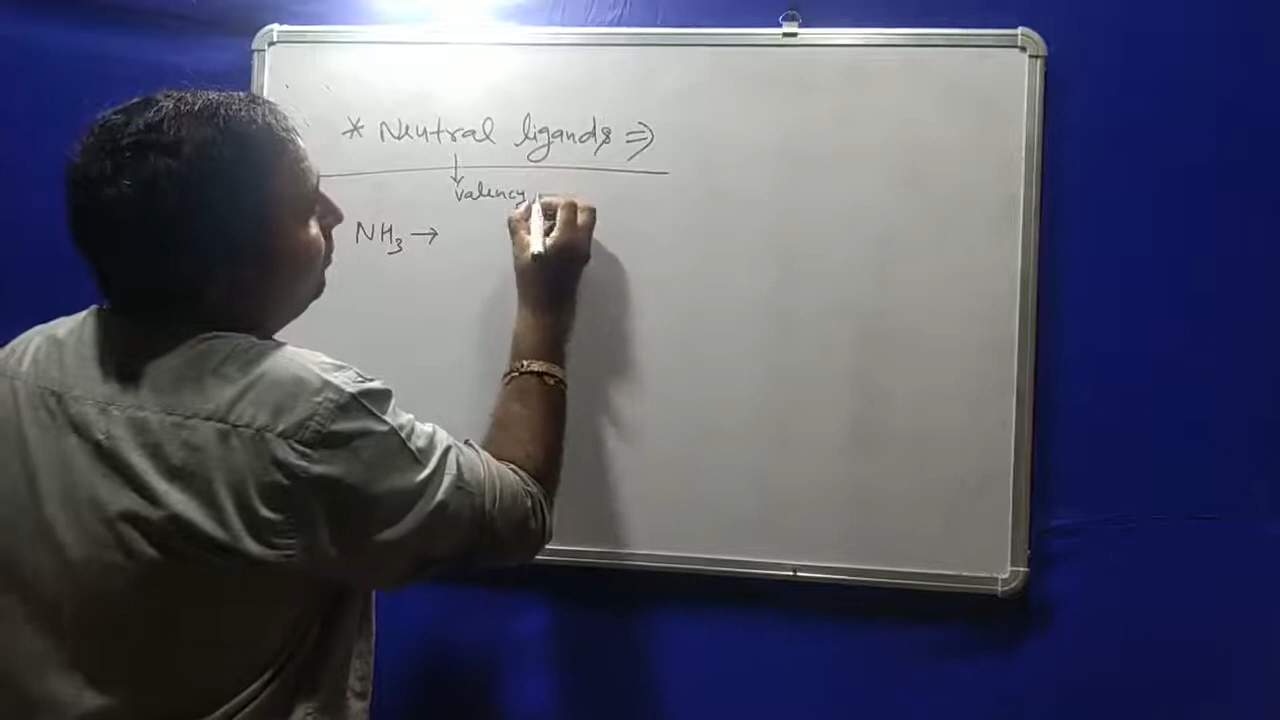 * Neutral ligands ⇒
↓
valency
NH₃ →